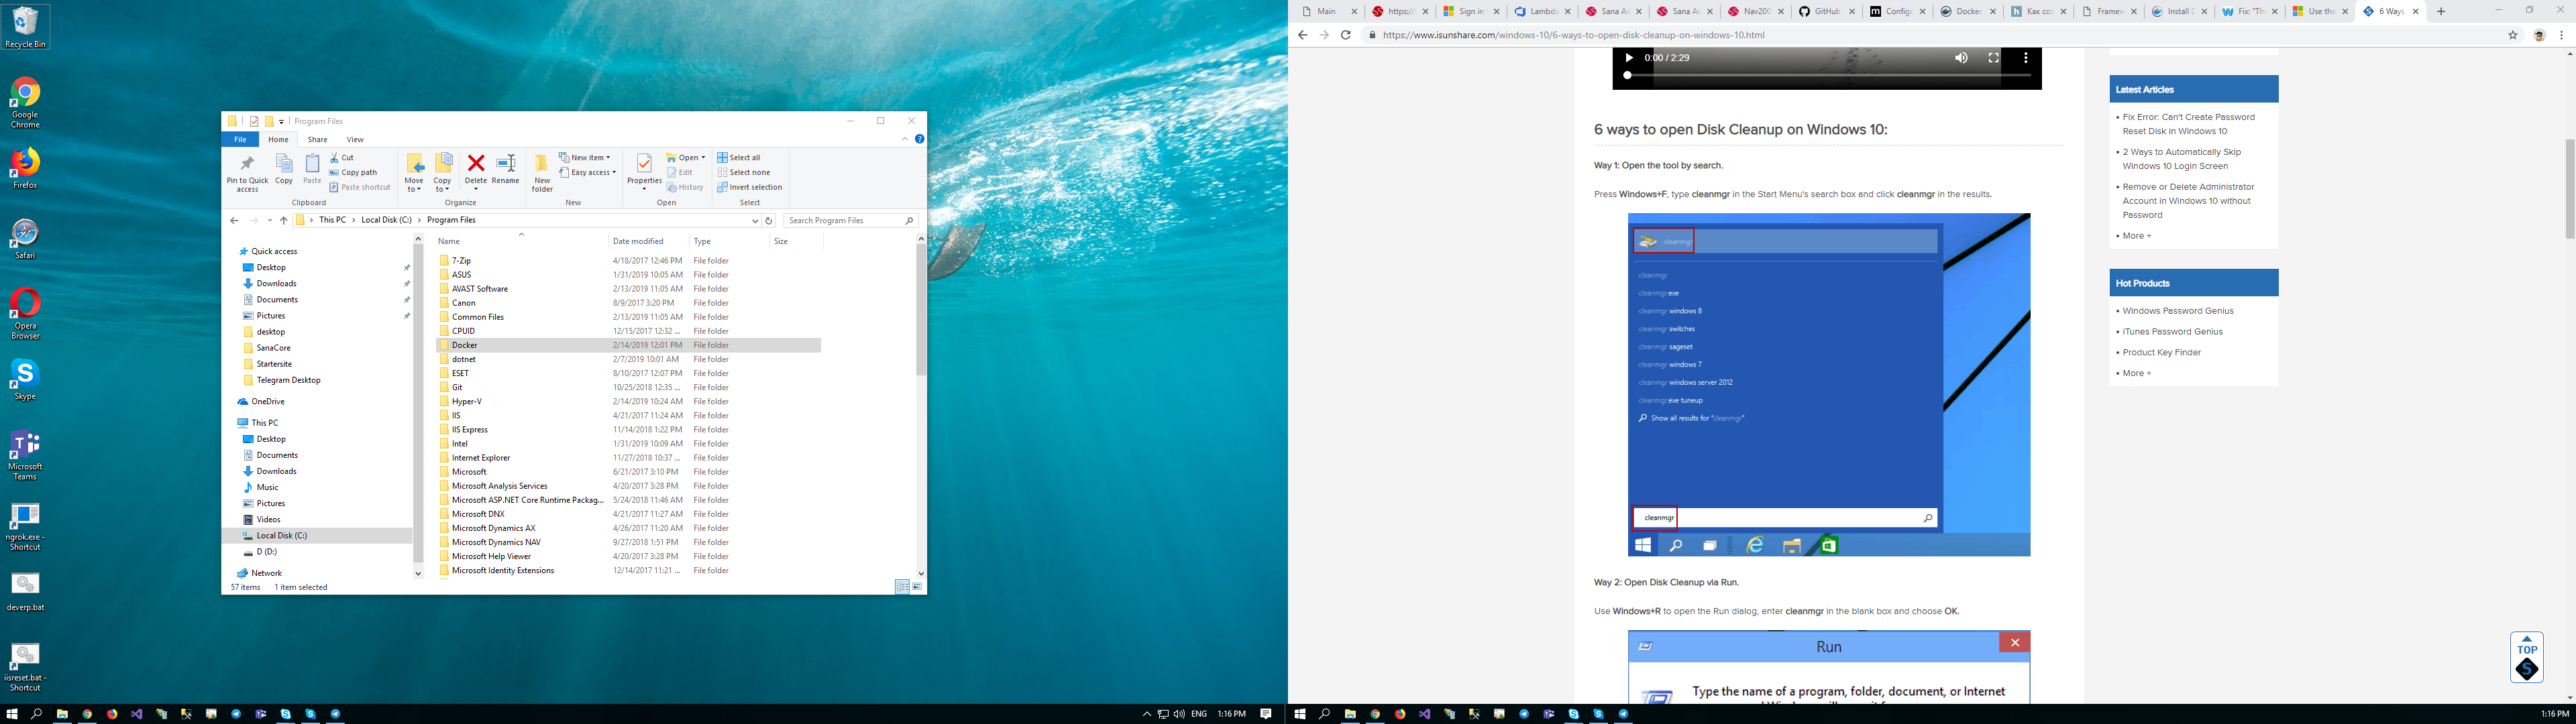 Recycle Bin
Google
Chrome
Firefox
Safari
Opera
Browser
Skype
Microsoft
Teams
ngrok.exe -
Shortcut
deverp.bat
iisreset.bat -
Shortcut
Program Files
File Home Share View
Pin to Quick
access
Copy
Paste
Cut
Copy path
Paste shortcut
Clipboard
Move
to
Copy
to
Delete
Rename
Organize
New
folder
New item
Easy access
New
Properties
Open
Edit
History
Open
Select all
Select none
Invert selection
Select
This PC > Local Disk (C:) > Program Files
Search Program Files
Quick access
Desktop
Downloads
Documents
Pictures
desktop
SanaCore
Startersite
Telegram Desktop
OneDrive
This PC
Desktop
Documents
Downloads
Music
Pictures
Videos
Local Disk (C:)
D (D:)
Network
Name Date modified Type Size
7-Zip 4/18/2017 12:46 PM File folder
ASUS 1/31/2019 10:05 AM File folder
AVAST Software 2/13/2019 11:05 AM File folder
Canon 8/9/2017 3:20 PM File folder
Common Files 2/13/2019 11:05 AM File folder
CPUID 12/15/2017 12:32 ... File folder
Docker 2/14/2019 12:01 PM File folder
dotnet 2/7/2019 10:01 AM File folder
ESET 8/10/2017 12:07 PM File folder
Git 10/25/2018 12:35 ... File folder
Hyper-V 2/14/2019 10:24 AM File folder
IIS 4/21/2017 11:24 AM File folder
IIS Express 11/14/2018 1:22 PM File folder
Intel 1/31/2019 10:09 AM File folder
Internet Explorer 11/27/2018 10:37 ... File folder
Microsoft 6/21/2017 3:10 PM File folder
Microsoft Analysis Services 4/20/2017 3:28 PM File folder
Microsoft ASP.NET Core Runtime Packag... 5/24/2018 11:46 AM File folder
Microsoft DNX 4/21/2017 11:27 AM File folder
Microsoft Dynamics AX 4/26/2017 11:20 AM File folder
Microsoft Dynamics NAV 9/27/2018 1:51 PM File folder
Microsoft Help Viewer 4/20/2017 3:28 PM File folder
Microsoft Identity Extensions 12/14/2017 11:21 ... File folder
57 items 1 item selected
ENG 1:16 PM
Main
https://
Sign in
Lambda
Sana Ac
Sana Ac
Nav200
GitHub
Configu
Docker
Как соз
Framew
Install D
Fix: "Th
Use the
6 Ways
https://www.isunshare.com/windows-10/6-ways-to-open-disk-cleanup-on-windows-10.html
0:00 / 2:29
6 ways to open Disk Cleanup on Windows 10:
Way 1: Open the tool by search.
Press Windows+F, type cleanmgr in the Start Menu's search box and click cleanmgr in the results.
cleanmgr
cleanmgr
cleanmgr.exe
cleanmgr windows 8
cleanmgr switches
cleanmgr sageset
cleanmgr windows 7
cleanmgr windows server 2012
cleanmgr.exe tuneup
Show all results for "cleanmgr"
cleanmgr
Way 2: Open Disk Cleanup via Run.
Use Windows+R to open the Run dialog, enter cleanmgr in the blank box and choose OK.
Run
Type the name of a program, folder, document, or Internet
Latest Articles
• Fix Error: Can't Create Password
Reset Disk in Windows 10
• 2 Ways to Automatically Skip
Windows 10 Login Screen
• Remove or Delete Administrator
Account in Windows 10 without
Password
• More +
Hot Products
• Windows Password Genius
• iTunes Password Genius
• Product Key Finder
• More +
TOP
S
1:16 PM